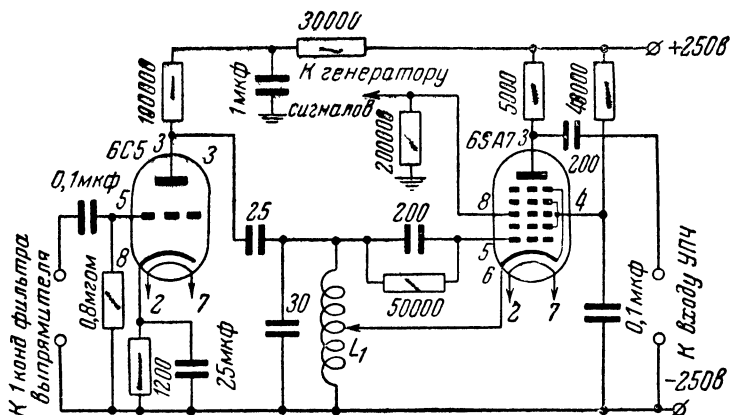 30000
+250в
100000
1мкф
К генератору
сигналов
200000
5000
40000
6С5
3
3
6SA7
3
200
0,1мкф
5
8
4
25
200
5
8
6
К 1 конд фильтра
выпрямителя
0,8мгом
2
7
30
50000
2
7
0,1мкф
К входу УПЧ
1200
25мкф
L1
-250в